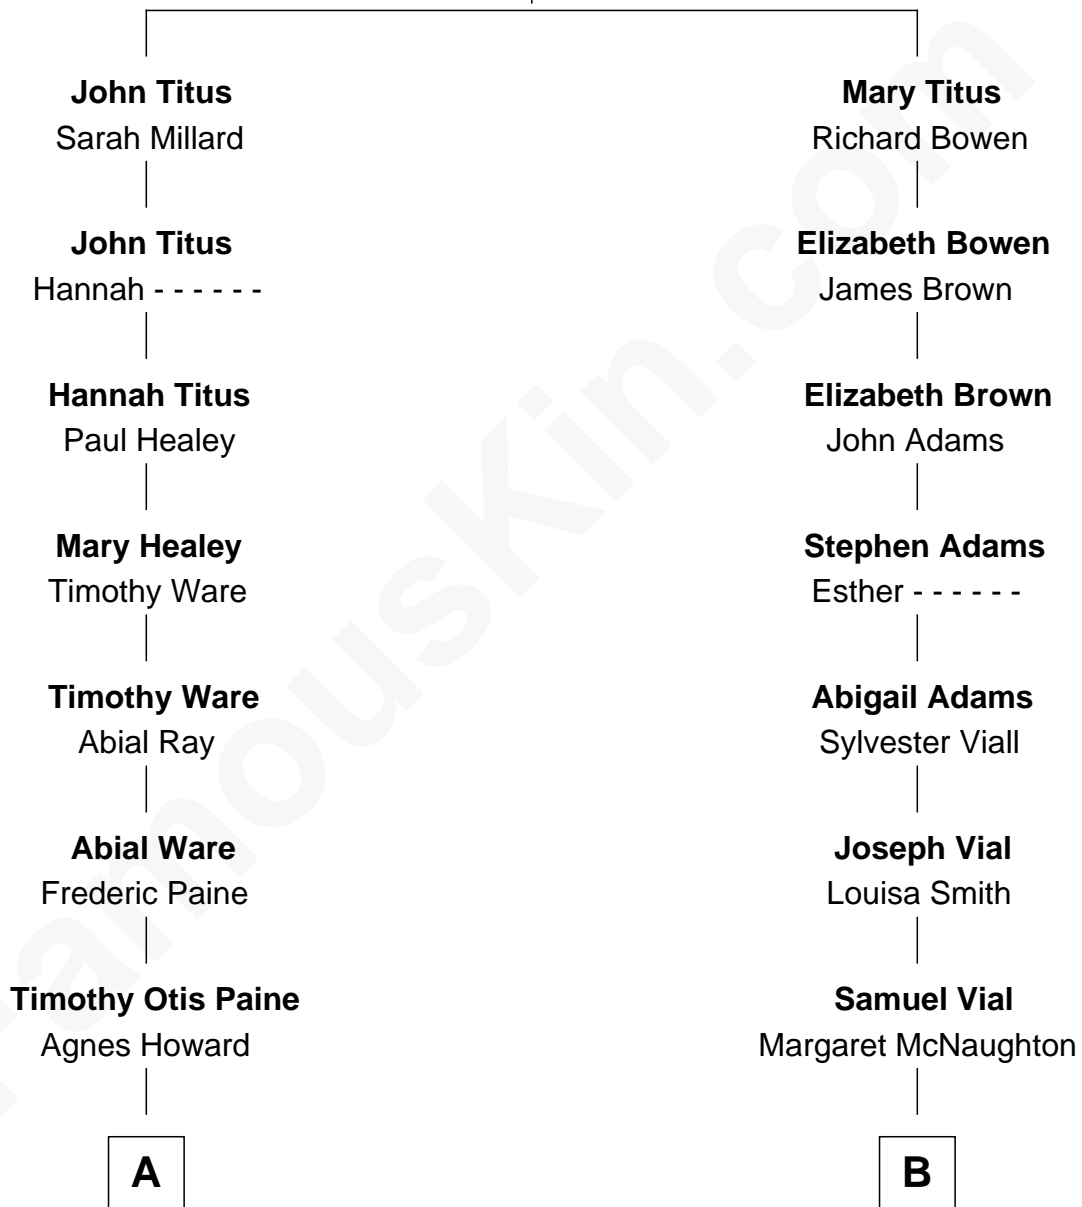 John Titus
Sarah Millard
Mary Titus
Richard Bowen
John Titus
Hannah - - - - - -
Elizabeth Bowen
James Brown
Hannah Titus
Paul Healey
Elizabeth Brown
John Adams
Mary Healey
Timothy Ware
Stephen Adams
Esther - - - - - -
Timothy Ware
Abial Ray
Abigail Adams
Sylvester Viall
Abial Ware
Frederic Paine
Joseph Vial
Louisa Smith
Timothy Otis Paine
Agnes Howard
Samuel Vial
Margaret McNaughton
A
B
FamousKin.com